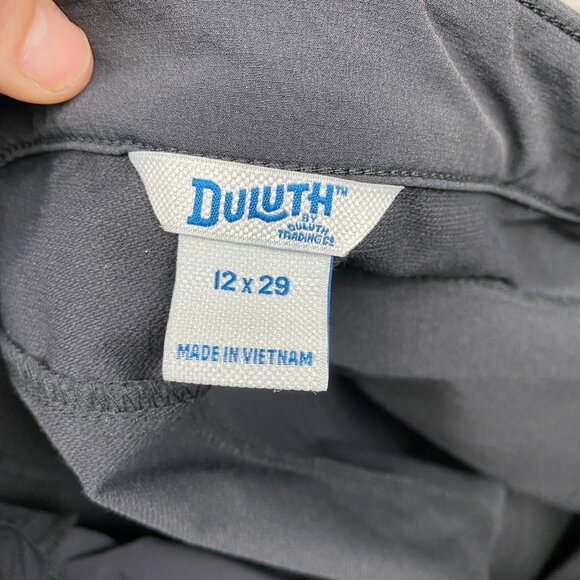 DULUTH™
BY
DULUTH
TRADING CO
12 x 29
MADE IN VIETNAM